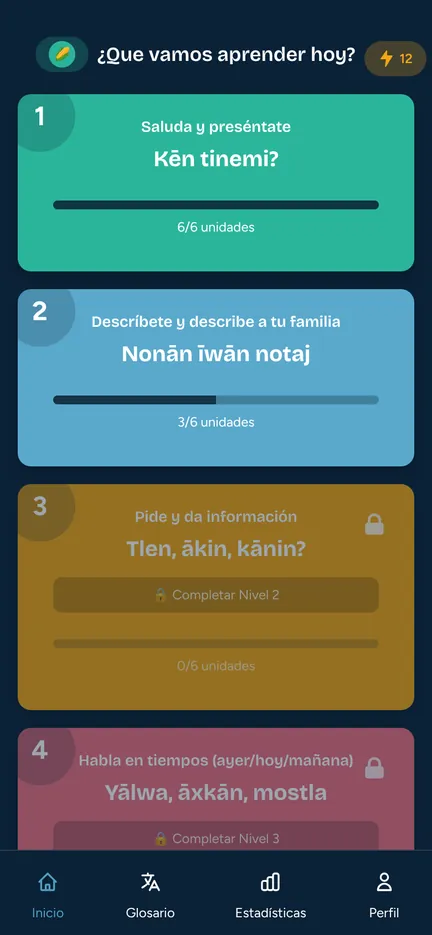 ¿Que vamos aprender hoy?
12
1
Saluda y preséntate
Kēn tinemi?
6/6 unidades
2
Descríbete y describe a tu familia
Nonān īwān notaj
3/6 unidades
3
Pide y da información
Tlen, ākin, kānin?
Completar Nivel 2
0/6 unidades
4
Habla en tiempos (ayer/hoy/mañana)
Yālwa, āxkān, mostla
Completar Nivel 3
Inicio
Glosario
Estadísticas
Perfil